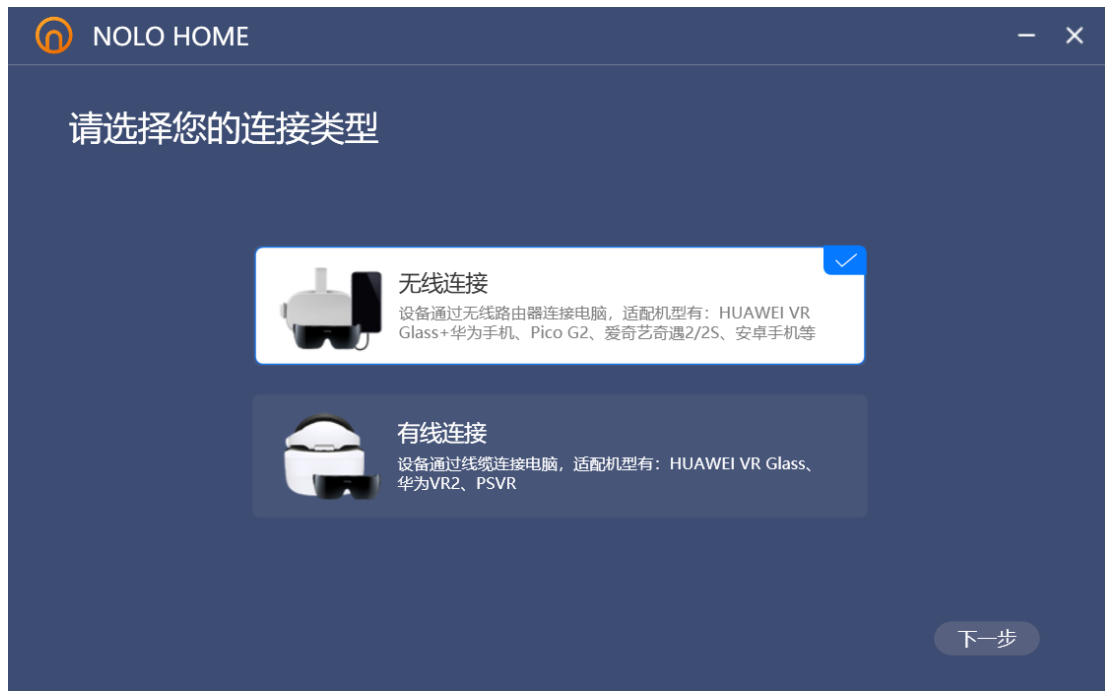 NOLO HOME
请选择您的连接类型
无线连接
设备通过无线路由器连接电脑，适配机型有：HUAWEI VR
Glass+华为手机、Pico G2、爱奇艺奇遇2/2S、安卓手机等
有线连接
设备通过线缆连接电脑，适配机型有：HUAWEI VR Glass、
华为VR2、PSVR
下一步